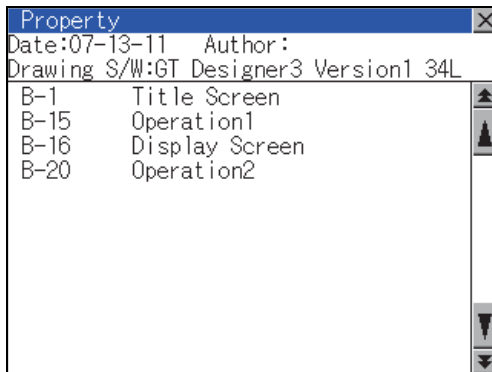 Property
Date:07-13-11 Author:
Drawing S/W:GT Designer3 Version1 34L
B-1 Title Screen
B-15 Operation1
B-16 Display Screen
B-20 Operation2